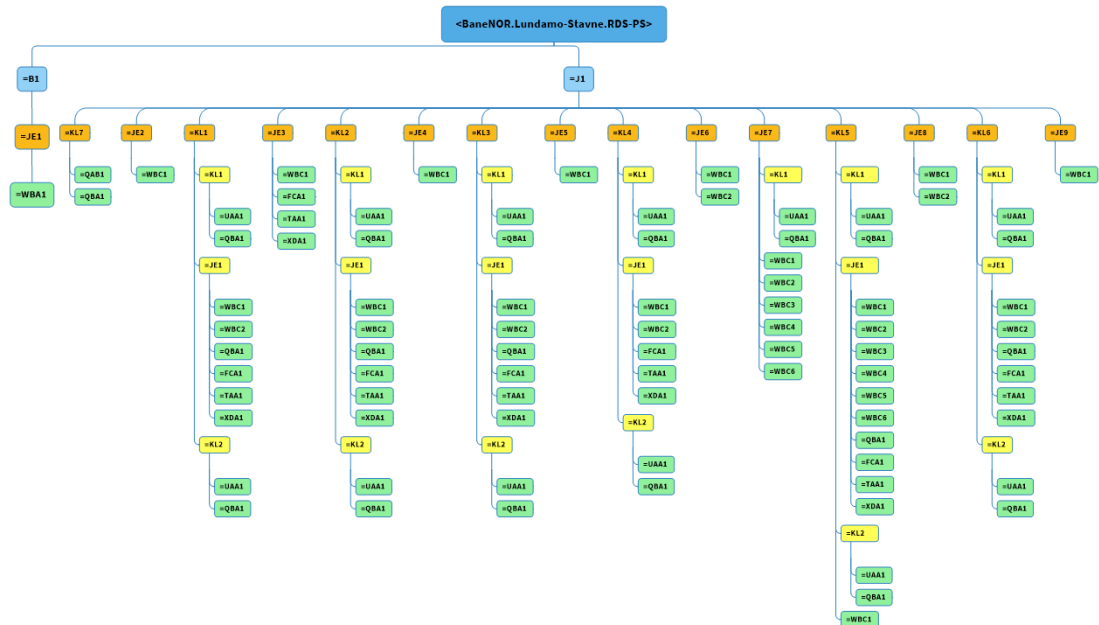 <BaneNOR.Lundamo-Stavne.RDS-PS>
=B1
=J1
=JE1
=WBA1
=KL7
=QAB1
=QBA1
=JE2
=WBC1
=KL1
=KL1
=UAA1
=QBA1
=JE1
=WBC1
=WBC2
=QBA1
=FCA1
=TAA1
=XDA1
=KL2
=UAA1
=QBA1
=JE3
=WBC1
=FCA1
=TAA1
=XDA1
=KL2
=KL1
=UAA1
=QBA1
=JE1
=WBC1
=WBC2
=QBA1
=FCA1
=TAA1
=XDA1
=KL2
=UAA1
=QBA1
=JE4
=WBC1
=KL3
=KL1
=UAA1
=QBA1
=JE1
=WBC1
=WBC2
=QBA1
=FCA1
=TAA1
=XDA1
=KL2
=UAA1
=QBA1
=JE5
=WBC1
=KL4
=KL1
=UAA1
=QBA1
=JE1
=WBC1
=WBC2
=FCA1
=TAA1
=XDA1
=KL2
=UAA1
=QBA1
=JE6
=WBC1
=WBC2
=JE7
=KL1
=UAA1
=QBA1
=WBC1
=WBC2
=WBC3
=WBC4
=WBC5
=WBC6
=KL5
=KL1
=UAA1
=QBA1
=JE1
=WBC1
=WBC2
=WBC3
=WBC4
=WBC5
=WBC6
=QBA1
=FCA1
=TAA1
=XDA1
=KL2
=UAA1
=QBA1
=WBC1
=JE8
=WBC1
=WBC2
=KL6
=KL1
=UAA1
=QBA1
=JE1
=WBC1
=WBC2
=QBA1
=FCA1
=TAA1
=XDA1
=KL2
=UAA1
=QBA1
=JE9
=WBC1